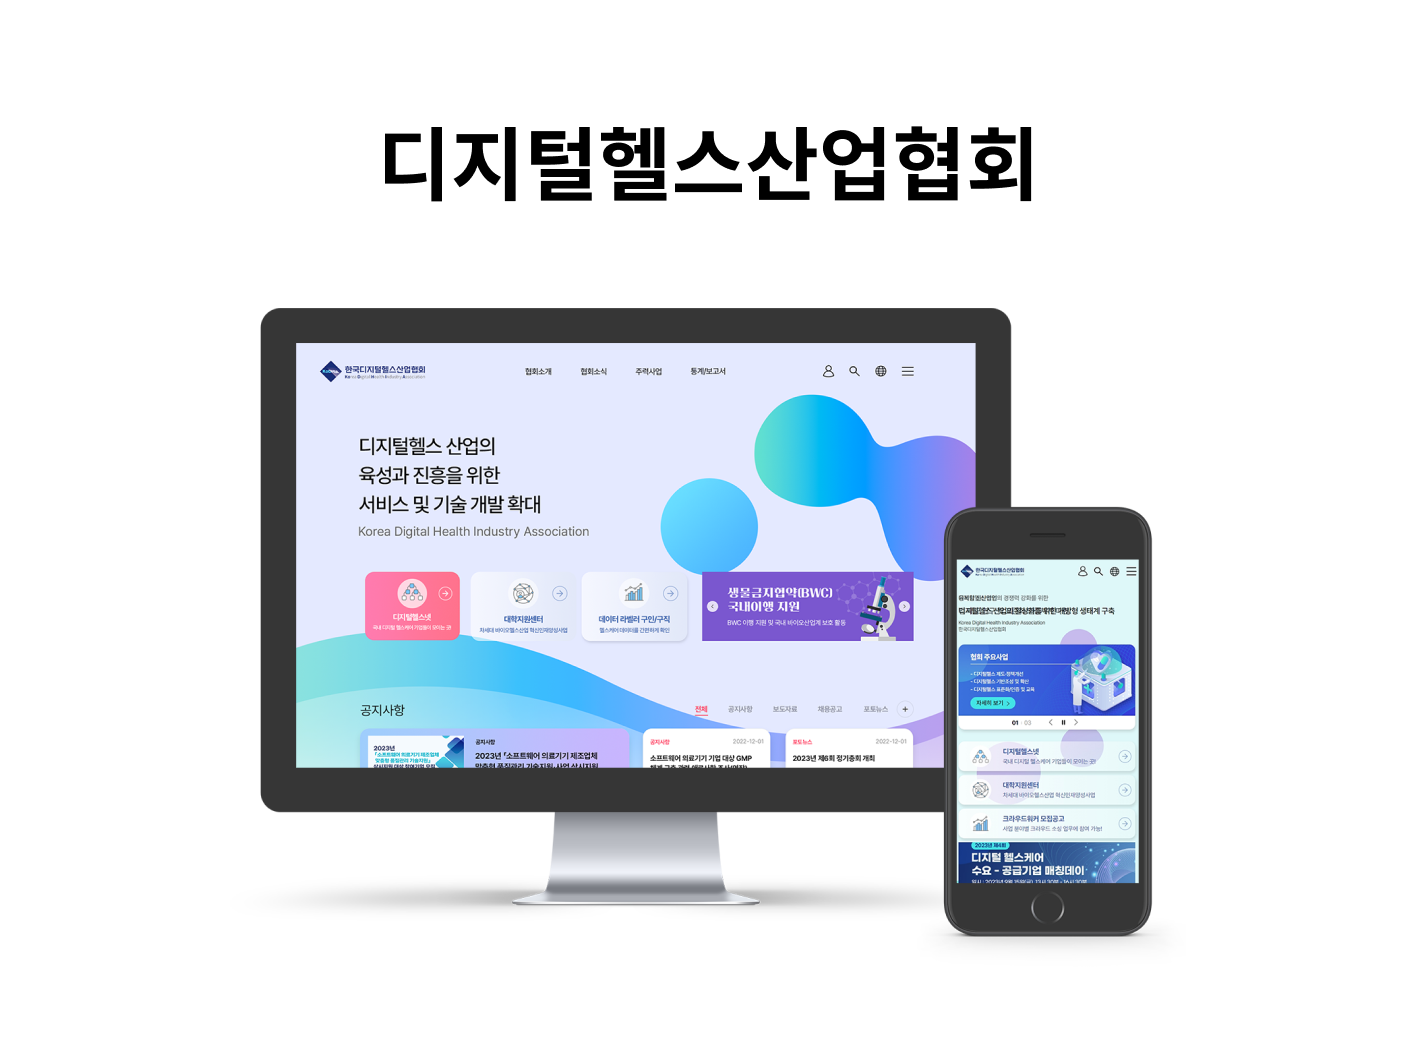 디지털헬스산업협회
한국디지털헬스산업협회
Korea Digital Health Industry Association
협회소개
협회소식
주력사업
통계/보고서
디지털헬스 산업의
육성과 진흥을 위한
서비스 및 기술 개발 확대
Korea Digital Health Industry Association
디지털헬스넷
국내 디지털 헬스케어 기업들이 모이는 곳!
대학지원센터
차세대 바이오헬스산업 혁신인재양성사업
데이터 라벨러 구인/구직
헬스케어 데이터를 간편하게 확인
생물금지협약(BWC)
국내이행 지원
BWC 이행 지원 및 국내 바이오산업계 보호 활동
공지사항
전체
공지사항
보도자료
채용공고
포토뉴스
+
2023년
「소프트웨어 의료기기 제조업체
맞춤형 품질관리 기술지원」
상시지원 대상 참여기업 모집
공지사항
2023년 「소프트웨어 의료기기 제조업체
맞춤형 품질관리 기술지원 사업 상시지원
공지사항
2022-12-01
소프트웨어 의료기기 기업 대상 GMP
포토뉴스
2022-12-01
2023년 제6회 정기총회 개최
한국디지털헬스산업협회
Korea Digital Health Industry Association
경쟁력 강화를 위한
생태계 구축
Korea Digital Health Industry Association
한국디지털헬스산업협회
협회 주요사업
- 디지털헬스 제도·정책개선
- 디지털헬스 기반조성 및 확산
- 디지털헬스 표준화/인증 및 교육
자세히 보기 >
01 / 03
디지털헬스넷
국내 디지털 헬스케어 기업들이 모이는 곳!
대학지원센터
차세대 바이오헬스산업 혁신인재양성사업
크라우드워커 모집공고
사업 분야별 크라우드 소싱 업무에 참여 가능!
2023년 제4회
디지털 헬스케어
수요 - 공급기업 매칭데이